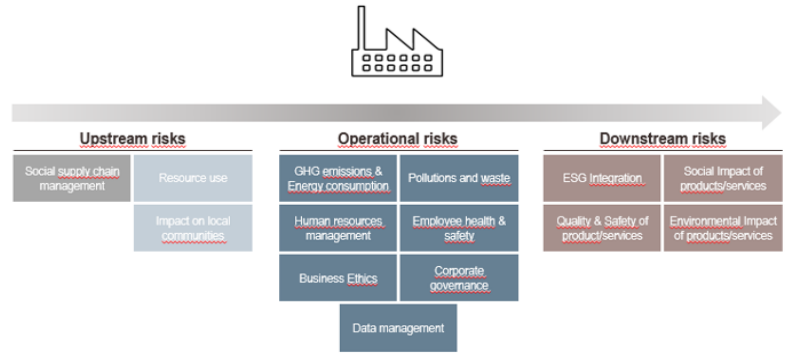 Upstream risks
Operational risks
Downstream risks
Social supply chain
management
Resource use
Impact on local
communities
GHG emissions &
Energy consumption
Pollutions and waste
Human resources
management
Employee health &
safety
Business Ethics
Corporate
governance
Data management
ESG Integration
Social Impact of
products/services
Quality & Safety of
product/services
Environmental Impact
of products/services